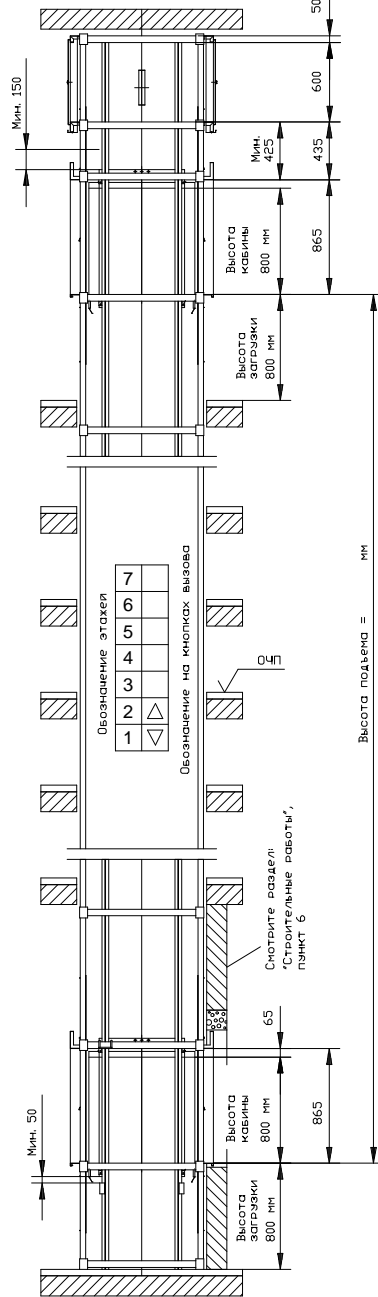 50
600
Мин.
425
435
Мин. 150
Высота
кабины
800 мм
865
Высота
загрузки
800 мм
Обозначение этажей
1 2 3 4 5 6 7
▽ △
Обозначение на кнопках вызова
ОЧП
Высота подъема = мм
Смотрите раздел:
"Строительные работы",
пункт 6
65
Мин. 50
Высота
кабины
800 мм
865
Высота
загрузки
800 мм